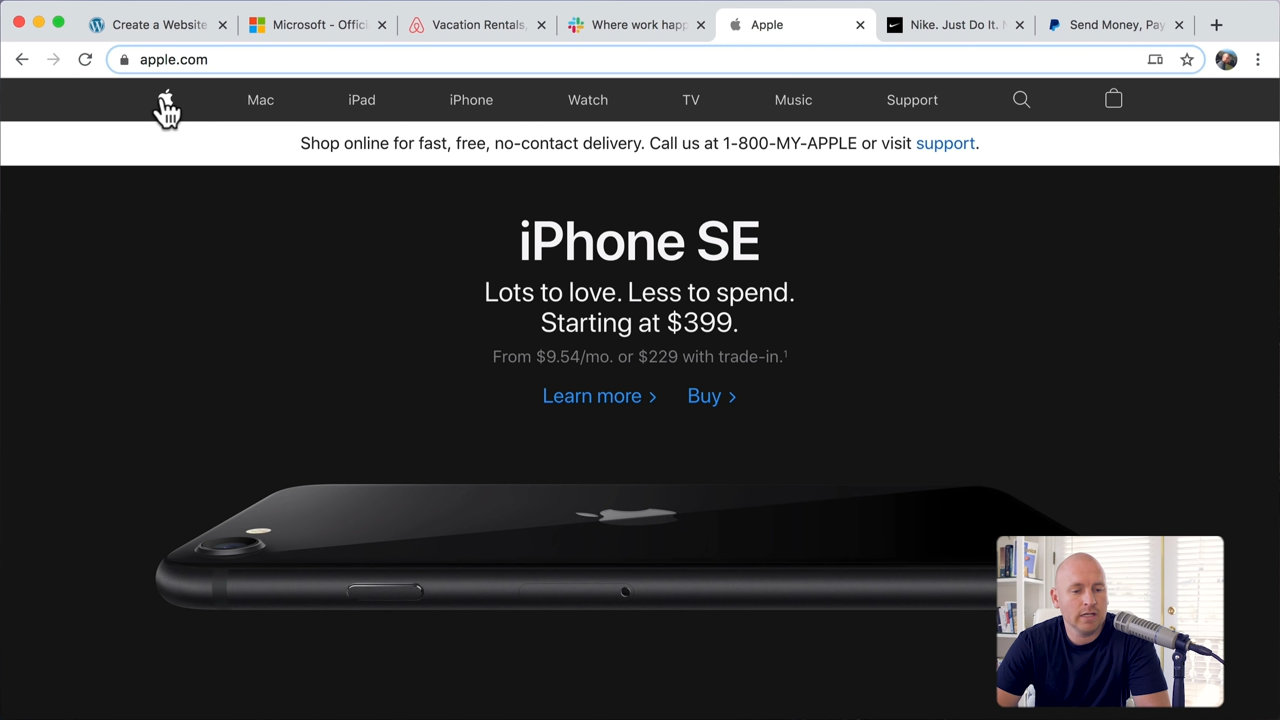 Create a Website
Microsoft - Offici
Vacation Rentals,
Where work happ
Apple
Nike. Just Do It. N
Send Money, Pay
apple.com
Mac
iPad
iPhone
Watch
TV
Music
Support
Shop online for fast, free, no-contact delivery. Call us at 1-800-MY-APPLE or visit support.
iPhone SE
Lots to love. Less to spend.
Starting at $399.
From $9.54/mo. or $229 with trade-in.¹
Learn more >
Buy >